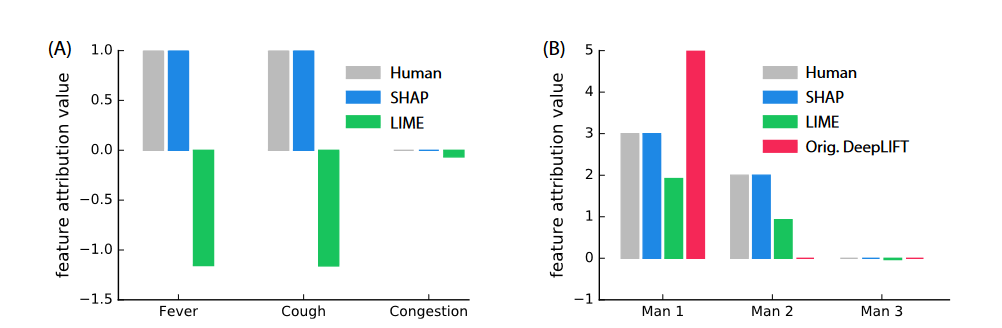 (A)
feature attribution value
1.0
0.5
0.0
−0.5
−1.0
−1.5
Human
SHAP
LIME
Fever Cough Congestion
(B)
feature attribution value
5
4
3
2
1
0
−1
Human
SHAP
LIME
Orig. DeepLIFT
Man 1 Man 2 Man 3